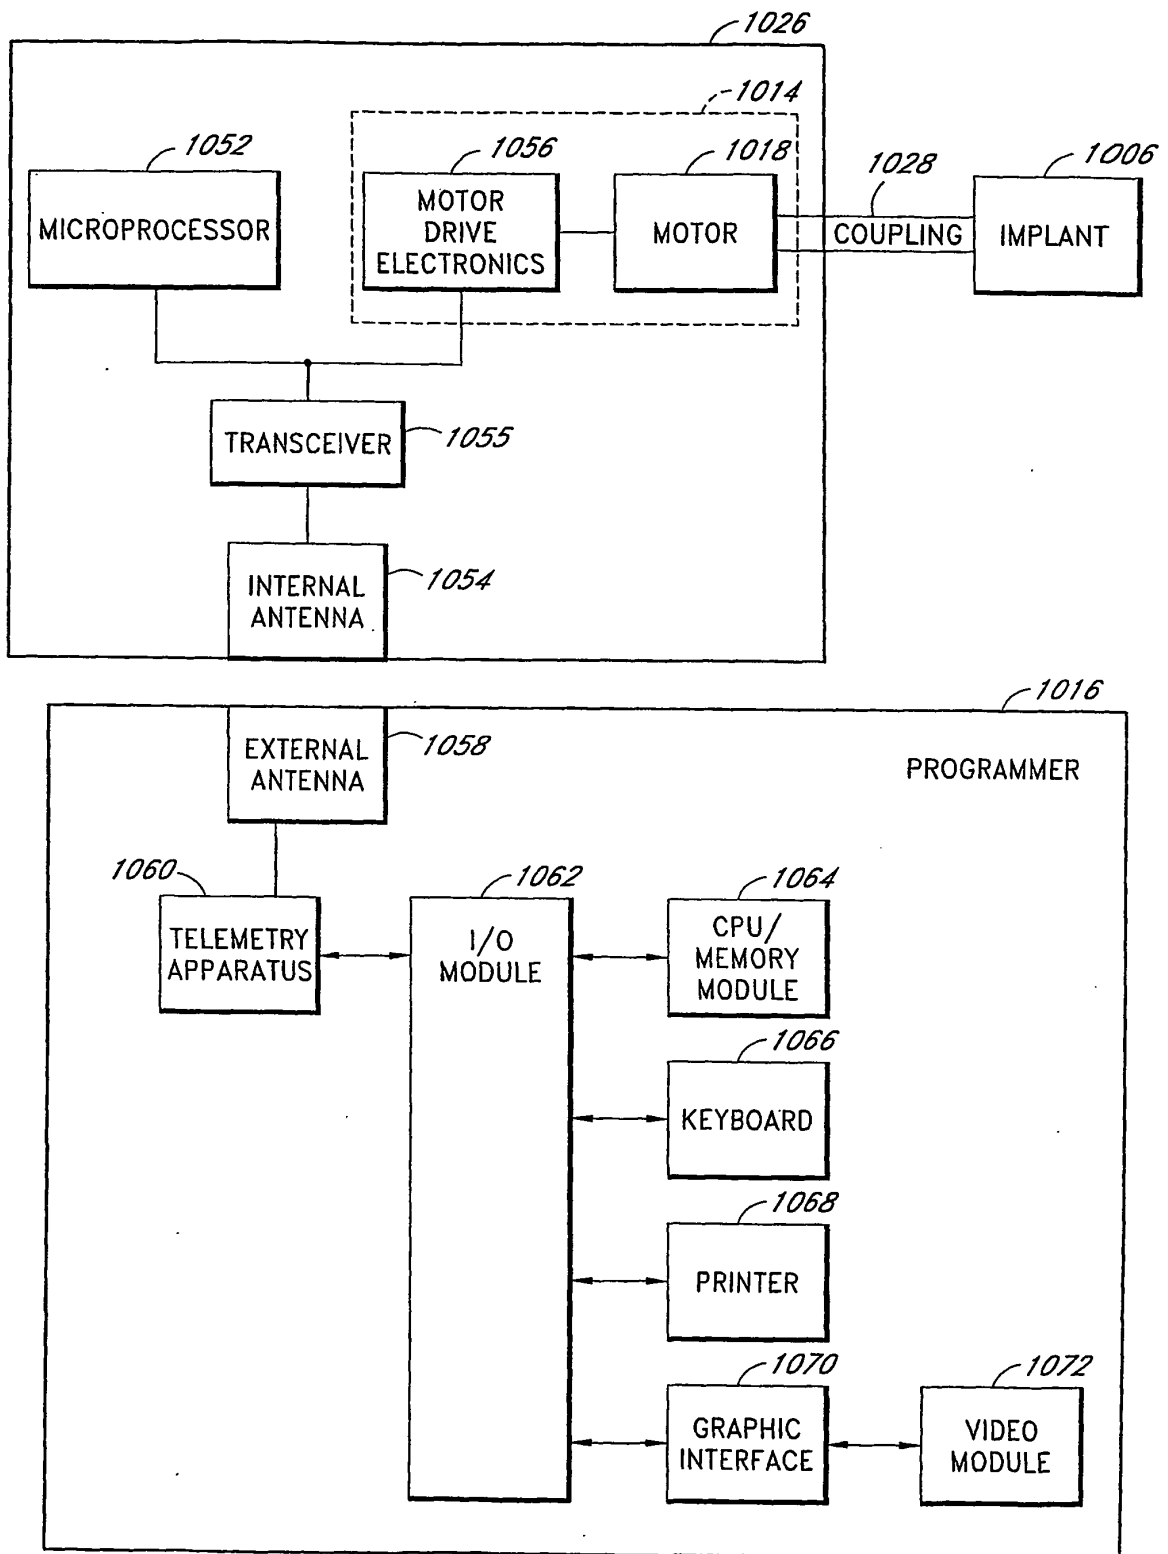 1026
1014
1052
1056
1018
1028
1006
MICROPROCESSOR
MOTOR
DRIVE
ELECTRONICS
MOTOR
COUPLING
IMPLANT
TRANSCEIVER
1055
INTERNAL
ANTENNA
1054
1016
EXTERNAL
ANTENNA
1058
PROGRAMMER
1060
TELEMETRY
APPARATUS
1062
I/O
MODULE
1064
CPU/
MEMORY
MODULE
1066
KEYBOARD
1068
PRINTER
1070
GRAPHIC
INTERFACE
1072
VIDEO
MODULE